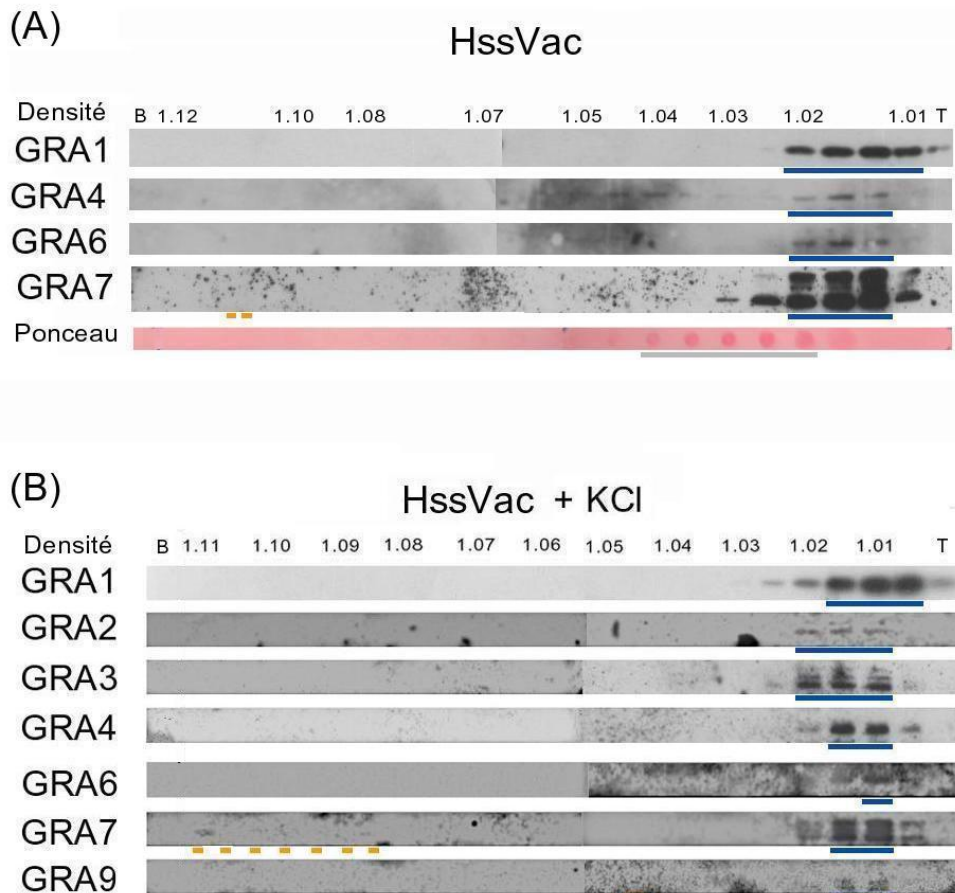 (A)
HssVac
Densité B 1.12 1.10 1.08 1.07 1.05 1.04 1.03 1.02 1.01 T
GRA1
GRA4
GRA6
GRA7
Ponceau
(B)
HssVac + KCl
Densité B 1.11 1.10 1.09 1.08 1.07 1.06 1.05 1.04 1.03 1.02 1.01 T
GRA1
GRA2
GRA3
GRA4
GRA6
GRA7
GRA9